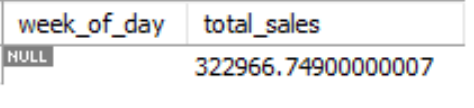 week_of_day total_sales
NULL 322966.74900000007